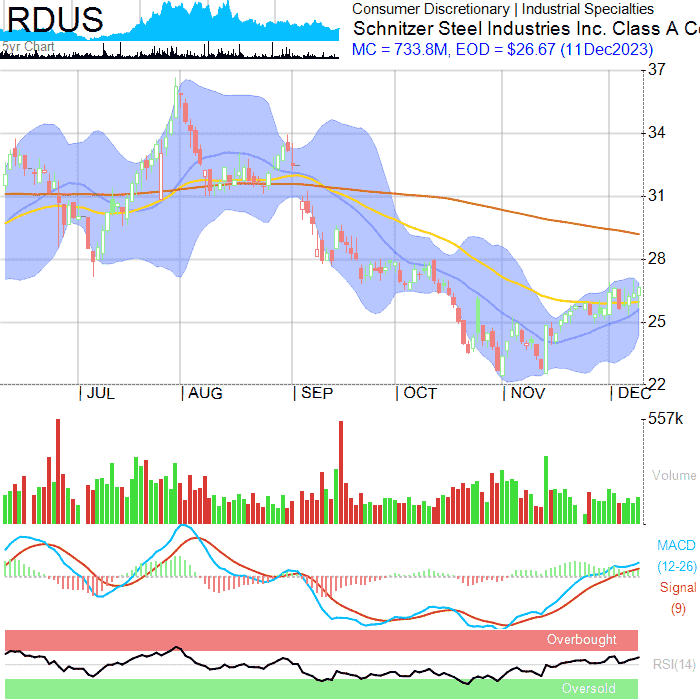 RDUS
5yr Chart
Consumer Discretionary | Industrial Specialties
Schnitzer Steel Industries Inc. Class A Co
MC = 733.8M, EOD = $26.67 (11Dec2023)
37
34
31
28
25
22
JUL AUG SEP OCT NOV DEC
557k
Volume
MACD
(12-26)
Signal
(9)
Overbought
RSI(14)
Oversold